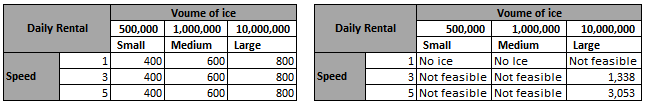 Daily Rental Voume of ice
500,000 1,000,000 10,000,000
Small Medium Large
Speed 1 400 600 800
3 400 600 800
5 400 600 800
Daily Rental Voume of ice
500,000 1,000,000 10,000,000
Small Medium Large
Speed 1 No ice No Ice Not feasible
3 Not feasible Not feasible 1,338
5 Not feasible Not feasible 3,053